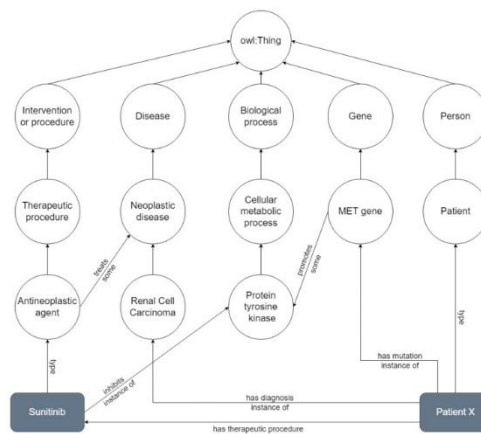 owl:Thing
Intervention
or procedure
Disease
Biological
process
Gene
Person
Therapeutic
procedure
Neoplastic
disease
Cellular
metabolic
process
MET gene
Patient
treats
some
promotes
some
Antineoplastic
agent
Renal Cell
Carcinoma
Protein
tyrosine
kinase
type
inhibits
instance of
has mutation
instance of
type
Sunitinib
has diagnosis
instance of
Patient X
has therapeutic procedure